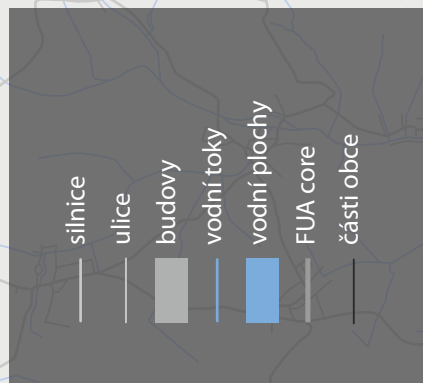 silnice
ulice
budovy
vodní toky
vodní plochy
FUA core
části obce